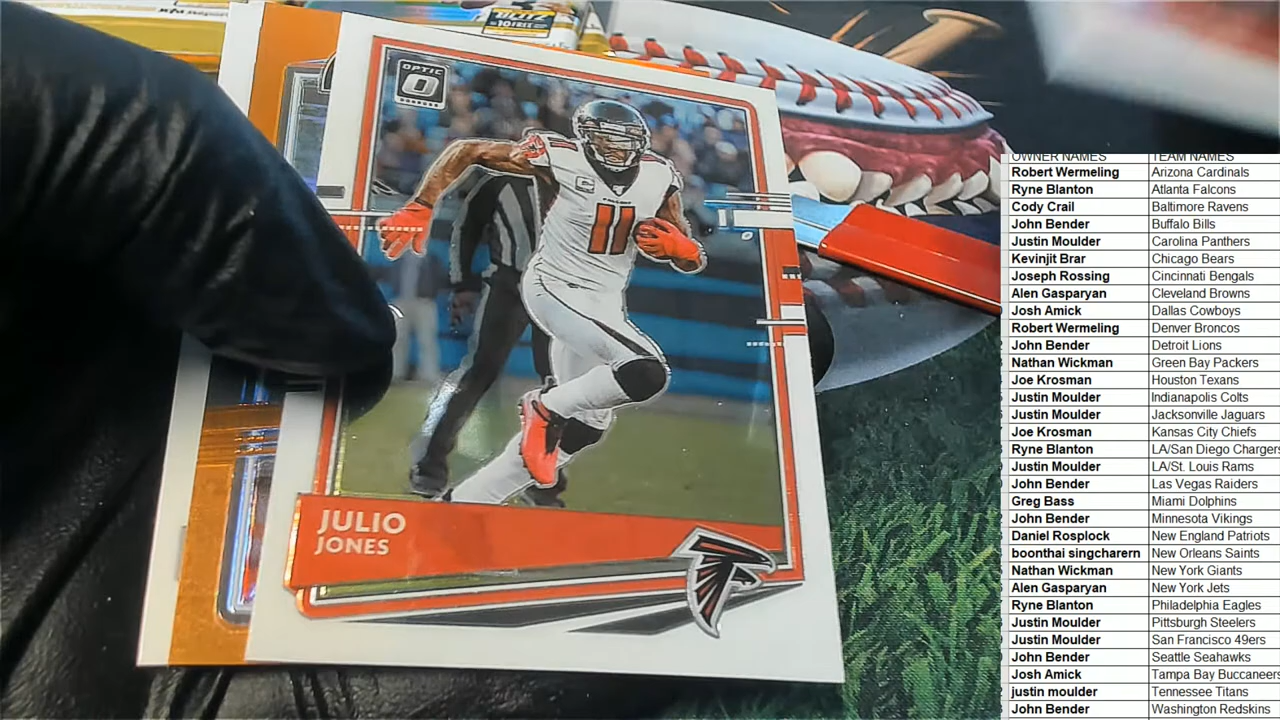 BLITZ
10 FREE
OPTIC
11
JULIO
JONES
OWNER NAMES TEAM NAMES
Robert Wermeling Arizona Cardinals
Ryne Blanton Atlanta Falcons
Cody Crail Baltimore Ravens
John Bender Buffalo Bills
Justin Moulder Carolina Panthers
Kevinjit Brar Chicago Bears
Joseph Rossing Cincinnati Bengals
Alen Gasparyan Cleveland Browns
Josh Amick Dallas Cowboys
Robert Wermeling Denver Broncos
John Bender Detroit Lions
Nathan Wickman Green Bay Packers
Joe Krosman Houston Texans
Justin Moulder Indianapolis Colts
Justin Moulder Jacksonville Jaguars
Joe Krosman Kansas City Chiefs
Ryne Blanton LA/San Diego Chargers
Justin Moulder LA/St. Louis Rams
John Bender Las Vegas Raiders
Greg Bass Miami Dolphins
John Bender Minnesota Vikings
Daniel Rosplock New England Patriots
boonthai singcharern New Orleans Saints
Nathan Wickman New York Giants
Alen Gasparyan New York Jets
Ryne Blanton Philadelphia Eagles
Justin Moulder Pittsburgh Steelers
Justin Moulder San Francisco 49ers
John Bender Seattle Seahawks
Josh Amick Tampa Bay Buccaneers
justin moulder Tennessee Titans
John Bender Washington Redskins